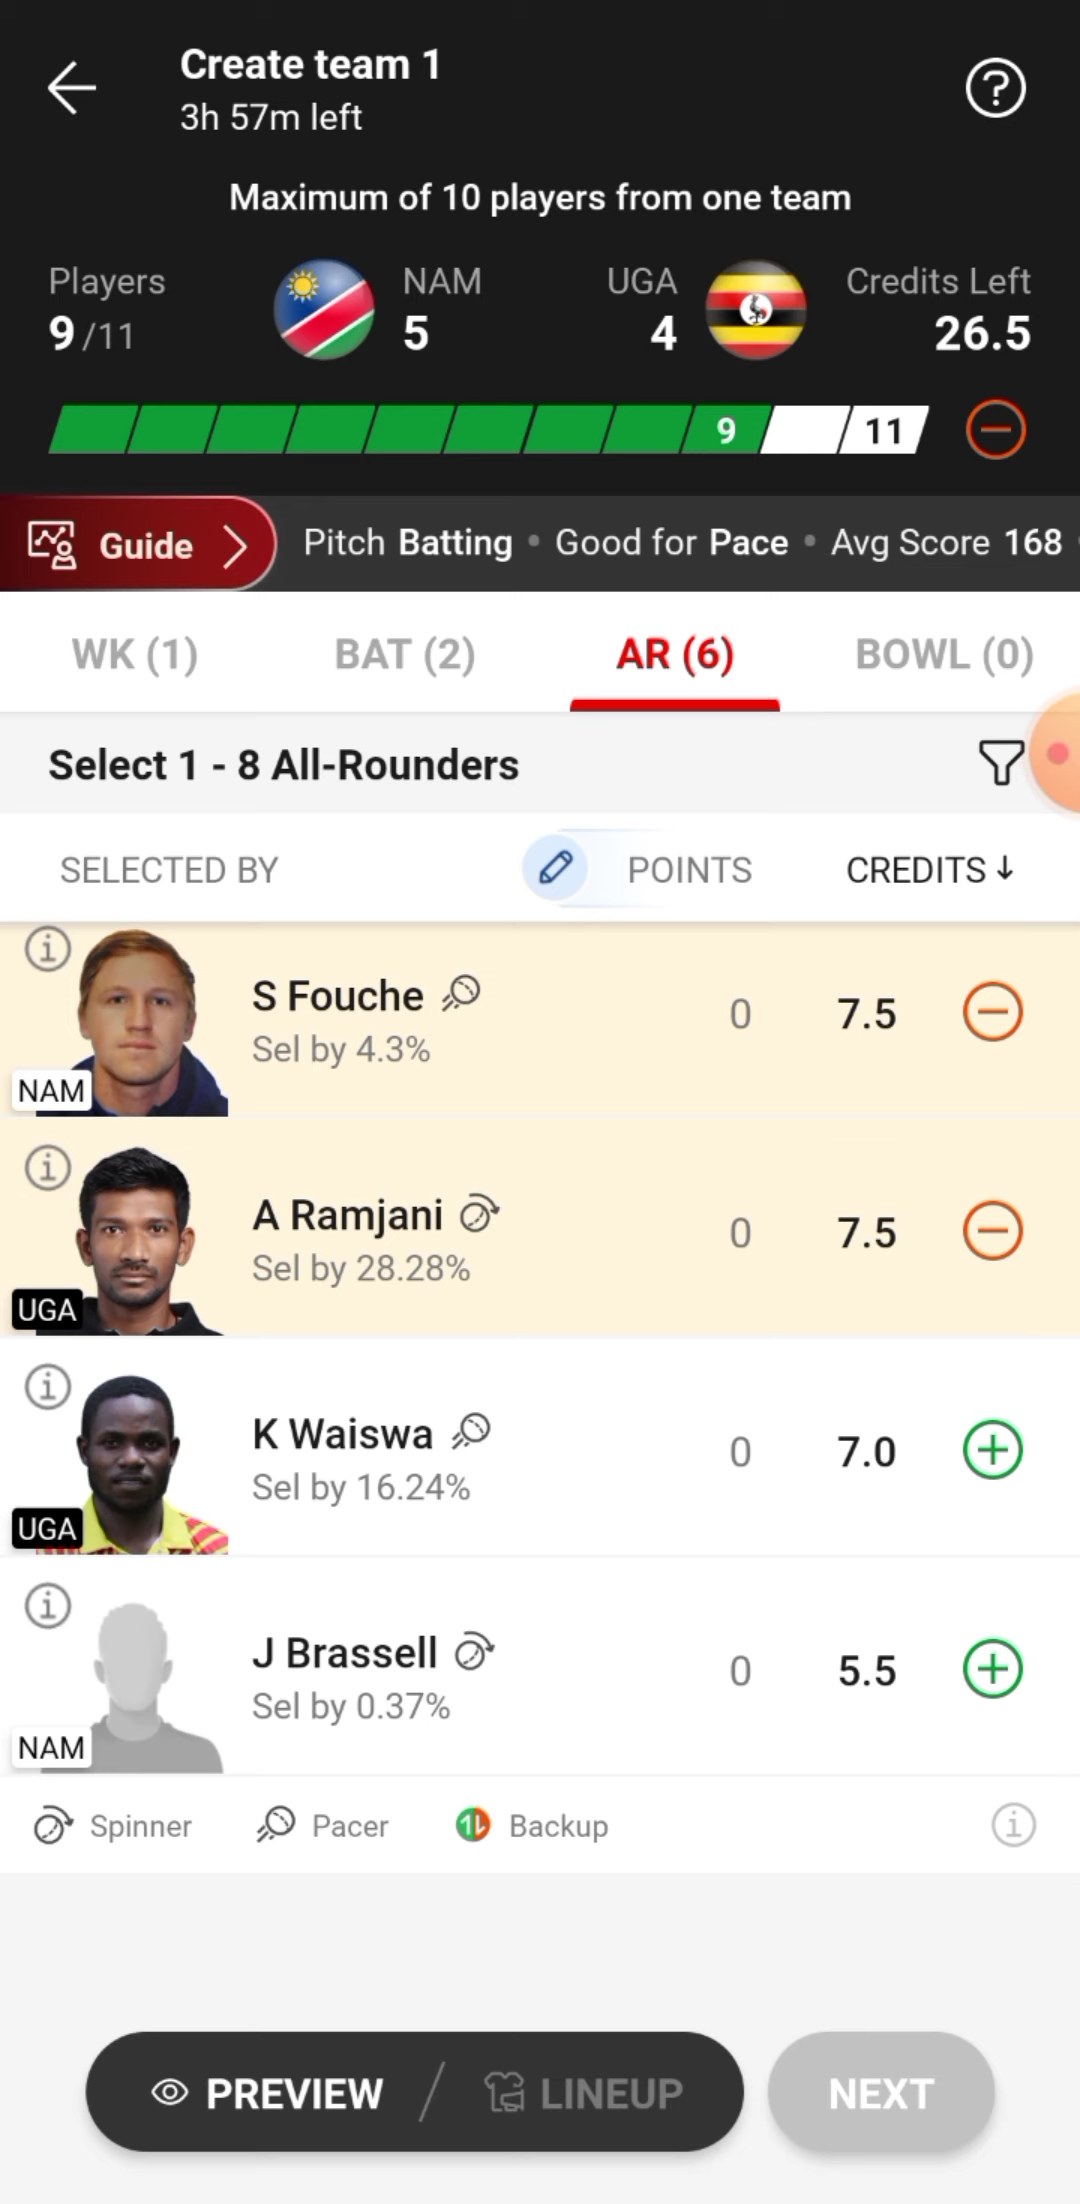 Create team 1
3h 57m left
?
Maximum of 10 players from one team
Players
9/11
NAM
5
UGA
4
Credits Left
26.5
9
11
Guide
Pitch Batting • Good for Pace • Avg Score 168
WK (1)
BAT (2)
AR (6)
BOWL (0)
Select 1 - 8 All-Rounders
SELECTED BY
POINTS
CREDITS ↓
i
S Fouche
Sel by 4.3%
NAM
0
7.5
i
A Ramjani
Sel by 28.28%
UGA
0
7.5
i
K Waiswa
Sel by 16.24%
UGA
0
7.0
i
J Brassell
Sel by 0.37%
NAM
0
5.5
Spinner
Pacer
Backup
i
PREVIEW / LINEUP
NEXT